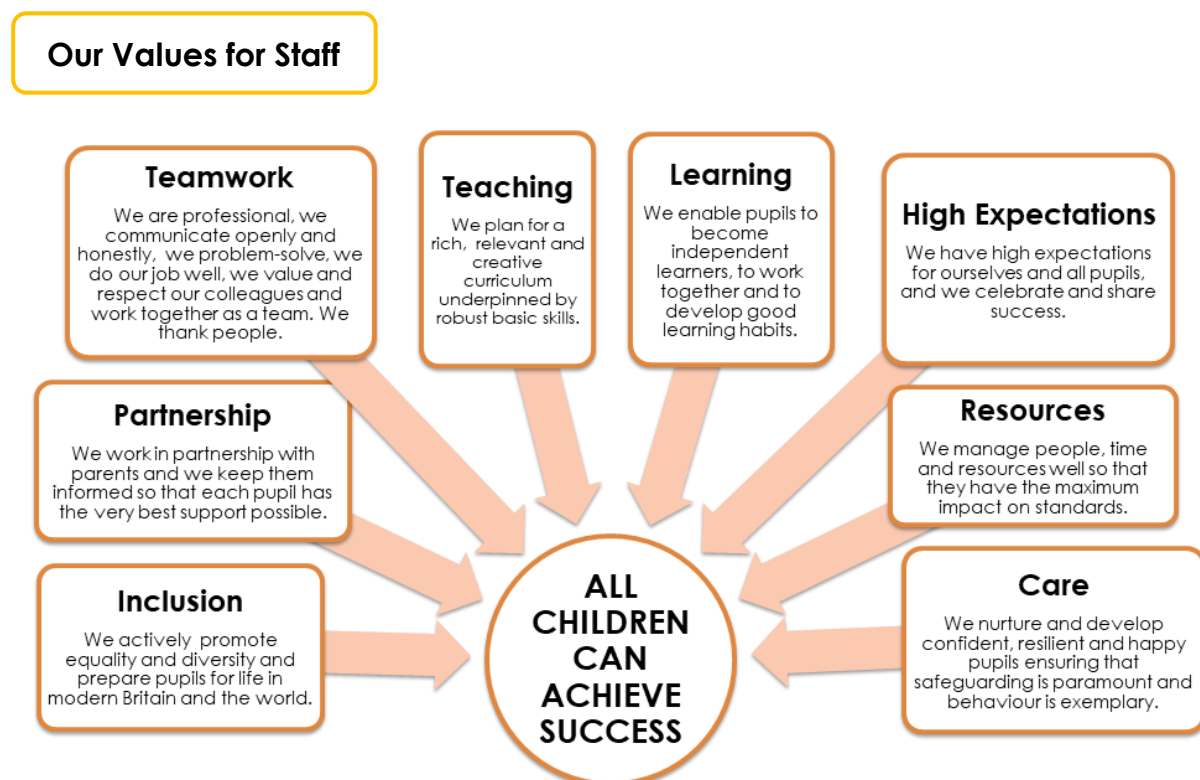 Our Values for Staff
Teamwork
We are professional, we
communicate openly and
honestly, we problem-solve, we
do our job well, we value and
respect our colleagues and
work together as a team. We
thank people.
Teaching
We plan for a
rich, relevant and
creative
curriculum
underpinned by
robust basic skills.
Learning
We enable pupils to
become
independent
learners, to work
together and to
develop good
learning habits.
High Expectations
We have high expectations
for ourselves and all pupils,
and we celebrate and share
success.
Partnership
We work in partnership with
parents and we keep them
informed so that each pupil has
the very best support possible.
Resources
We manage people, time
and resources well so that
they have the maximum
impact on standards.
Inclusion
We actively promote
equality and diversity and
prepare pupils for life in
modern Britain and the world.
ALL
CHILDREN
CAN
ACHIEVE
SUCCESS
Care
We nurture and develop
confident, resilient and happy
pupils ensuring that
safeguarding is paramount and
behaviour is exemplary.